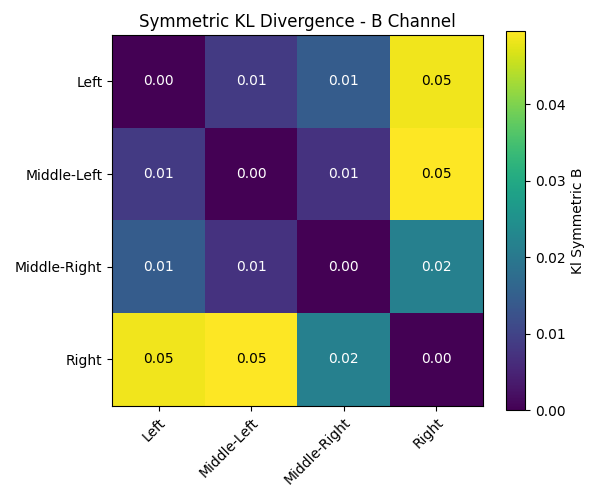 Symmetric KL Divergence - B Channel
Left 0.00 0.01 0.01 0.05
Middle-Left 0.01 0.00 0.01 0.05
Middle-Right 0.01 0.01 0.00 0.02
Right 0.05 0.05 0.02 0.00
Left Middle-Left Middle-Right Right
0.04
0.03
0.02
0.01
0.00
Kl Symmetric B